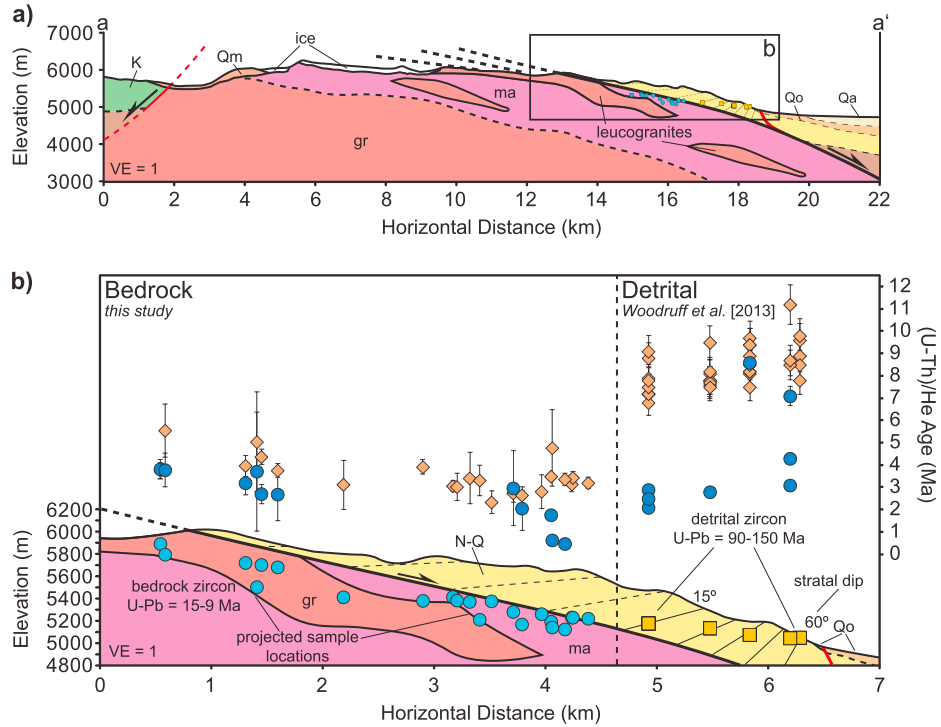 a)
a
a'
7000
6000
5000
4000
3000
Elevation (m)
K
Qm
ice
b
ma
leucogranites
Qo
Qa
gr
VE = 1
0
2
4
6
8
10
12
14
16
18
20
22
Horizontal Distance (km)
b)
Bedrock
this study
Detrital
Woodruff et al. [2013]
12
11
10
9
8
7
6
5
4
3
2
1
0
(U-Th)/He Age (Ma)
6200
6000
5800
5600
5400
5200
5000
4800
Elevation (m)
N-Q
detrital zircon
U-Pb = 90-150 Ma
bedrock zircon
U-Pb = 15-9 Ma
gr
projected sample
locations
ma
15º
stratal dip
60º
Qo
VE = 1
0
1
2
3
4
5
6
7
Horizontal Distance (km)